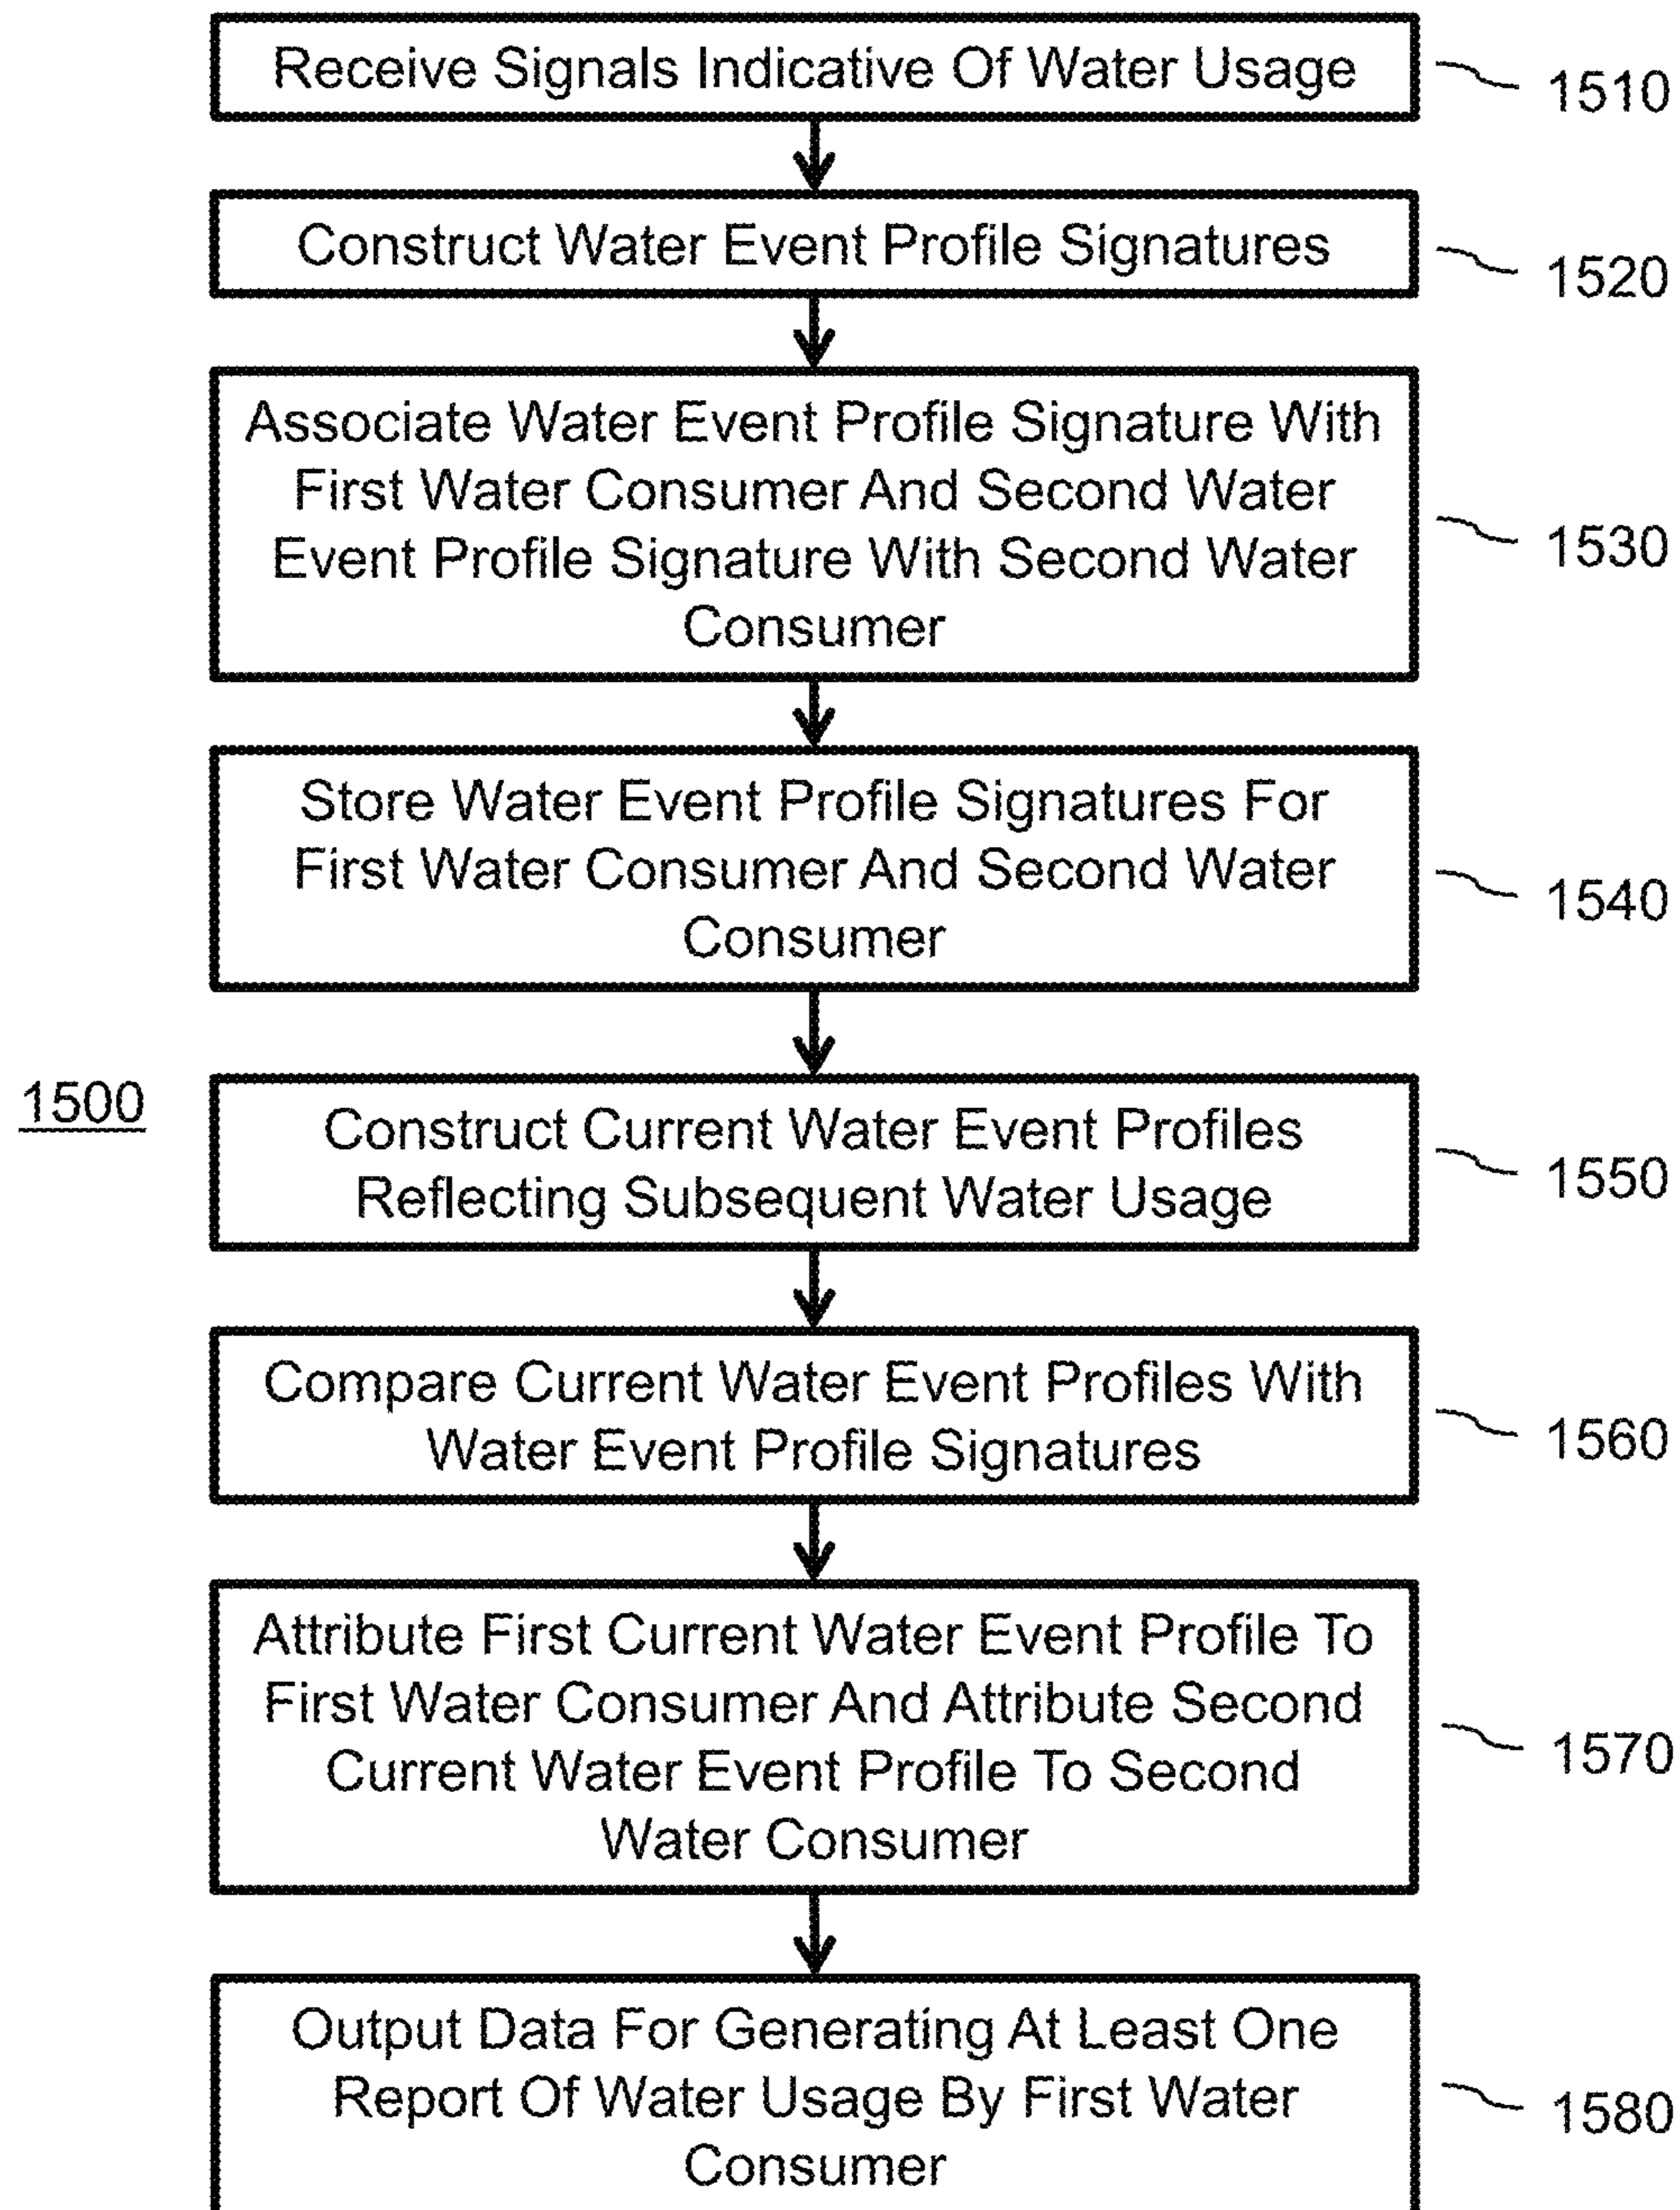 Receive Signals Indicative Of Water Usage
1510
Construct Water Event Profile Signatures
1520
Associate Water Event Profile Signature With
First Water Consumer And Second Water
Event Profile Signature With Second Water
Consumer
1530
Store Water Event Profile Signatures For
First Water Consumer And Second Water
Consumer
1540
1500
Construct Current Water Event Profiles
Reflecting Subsequent Water Usage
1550
Compare Current Water Event Profiles With
Water Event Profile Signatures
1560
Attribute First Current Water Event Profile To
First Water Consumer And Attribute Second
Current Water Event Profile To Second
Water Consumer
1570
Output Data For Generating At Least One
Report Of Water Usage By First Water
Consumer
1580